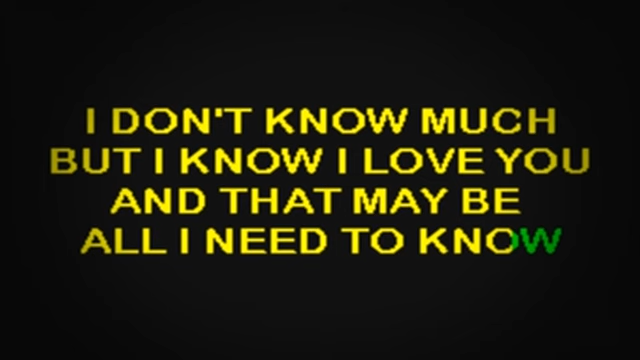 I DON'T KNOW MUCH
BUT I KNOW I LOVE YOU
AND THAT MAY BE
ALL I NEED TO KNOW